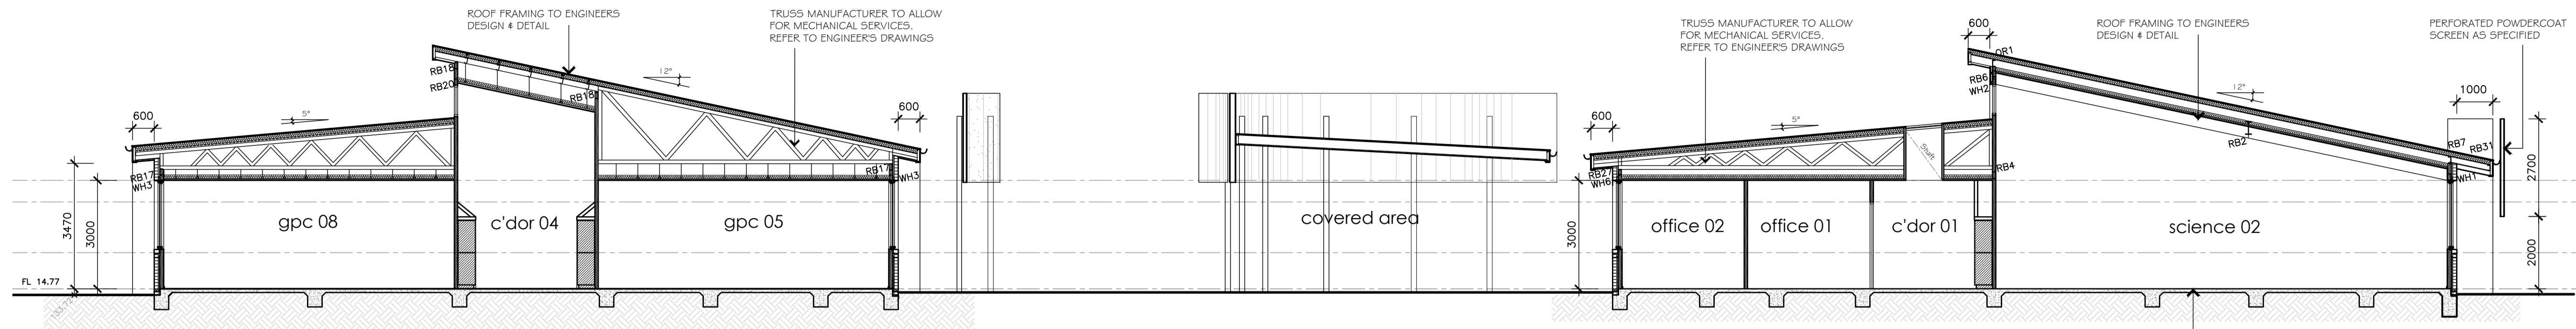 ROOF FRAMING TO ENGINEERS
DESIGN & DETAIL
TRUSS MANUFACTURER TO ALLOW
FOR MECHANICAL SERVICES.
REFER TO ENGINEER'S DRAWINGS
TRUSS MANUFACTURER TO ALLOW
FOR MECHANICAL SERVICES.
REFER TO ENGINEER'S DRAWINGS
600
ROOF FRAMING TO ENGINEERS
DESIGN & DETAIL
PERFORATED POWDERCOAT
SCREEN AS SPECIFIED
RB18
RB20
RB18
12°
600
5°
600
600
5°
OR1
RB6
WH2
12°
1000
RB17
WH3
RB17
WH3
RB27
WH6
Shaft
RB4
RB2
RB7
RB31
WH1
2700
3470
3000
gpc 08
c'dor 04
gpc 05
covered area
3000
office 02
office 01
c'dor 01
science 02
2000
FL 14.77
133.72